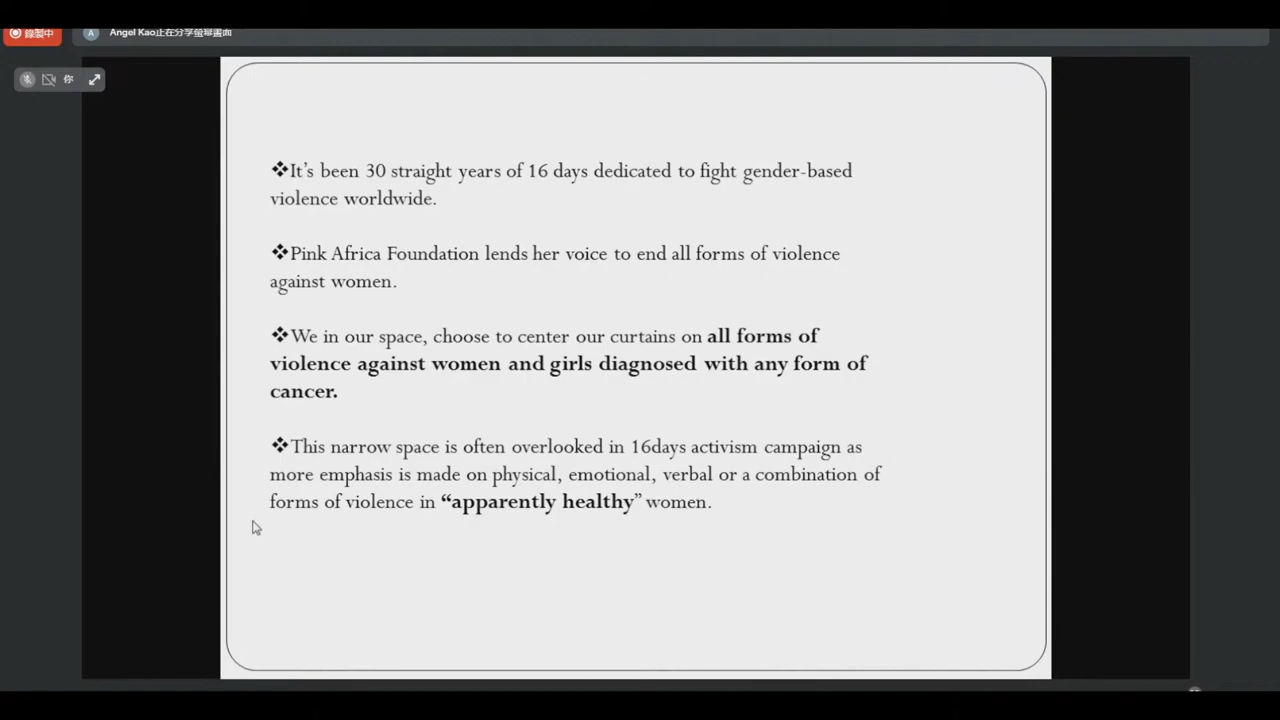 錄製中
A
Angel Kao正在分享螢幕畫面
你
❖It’s been 30 straight years of 16 days dedicated to fight gender-based
violence worldwide.
❖Pink Africa Foundation lends her voice to end all forms of violence
against women.
❖We in our space, choose to center our curtains on all forms of
violence against women and girls diagnosed with any form of
cancer.
❖This narrow space is often overlooked in 16days activism campaign as
more emphasis is made on physical, emotional, verbal or a combination of
forms of violence in “apparently healthy” women.